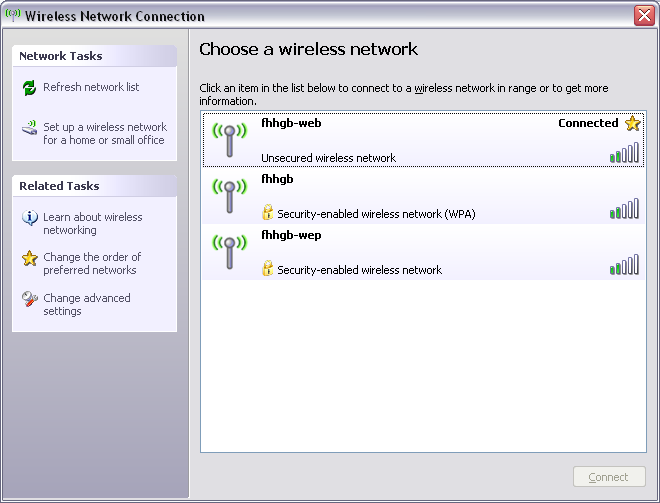 Wireless Network Connection
Network Tasks
Refresh network list
Set up a wireless network
for a home or small office
Related Tasks
Learn about wireless
networking
Change the order of
preferred networks
Change advanced
settings
Choose a wireless network
Click an item in the list below to connect to a wireless network in range or to get more
information.
fhhgb-web Connected
Unsecured wireless network
fhhgb
Security-enabled wireless network (WPA)
fhhgb-wep
Security-enabled wireless network
Connect